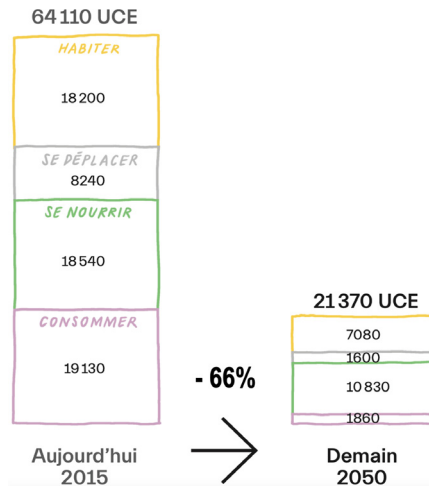 64 110 UCE
HABITER
18 200
SE DÉPLACER
8240
SE NOURRIR
18 540
CONSOMMER
19 130
Aujourd'hui
2015
- 66%
21 370 UCE
7080
1600
10 830
1860
Demain
2050